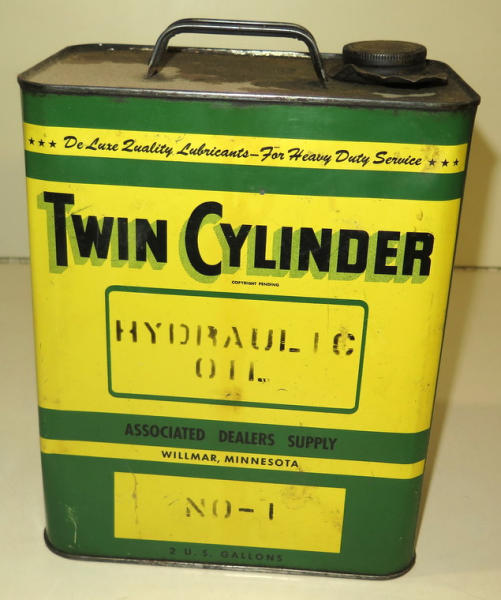 ★★★ De Luxe Quality Lubricants—For Heavy Duty Service ★★★
TWIN CYLINDER
COPYRIGHT PENDING
HYDRAULIC
OIL
ASSOCIATED DEALERS SUPPLY
WILLMAR, MINNESOTA
NO-1
2 U.S. GALLONS